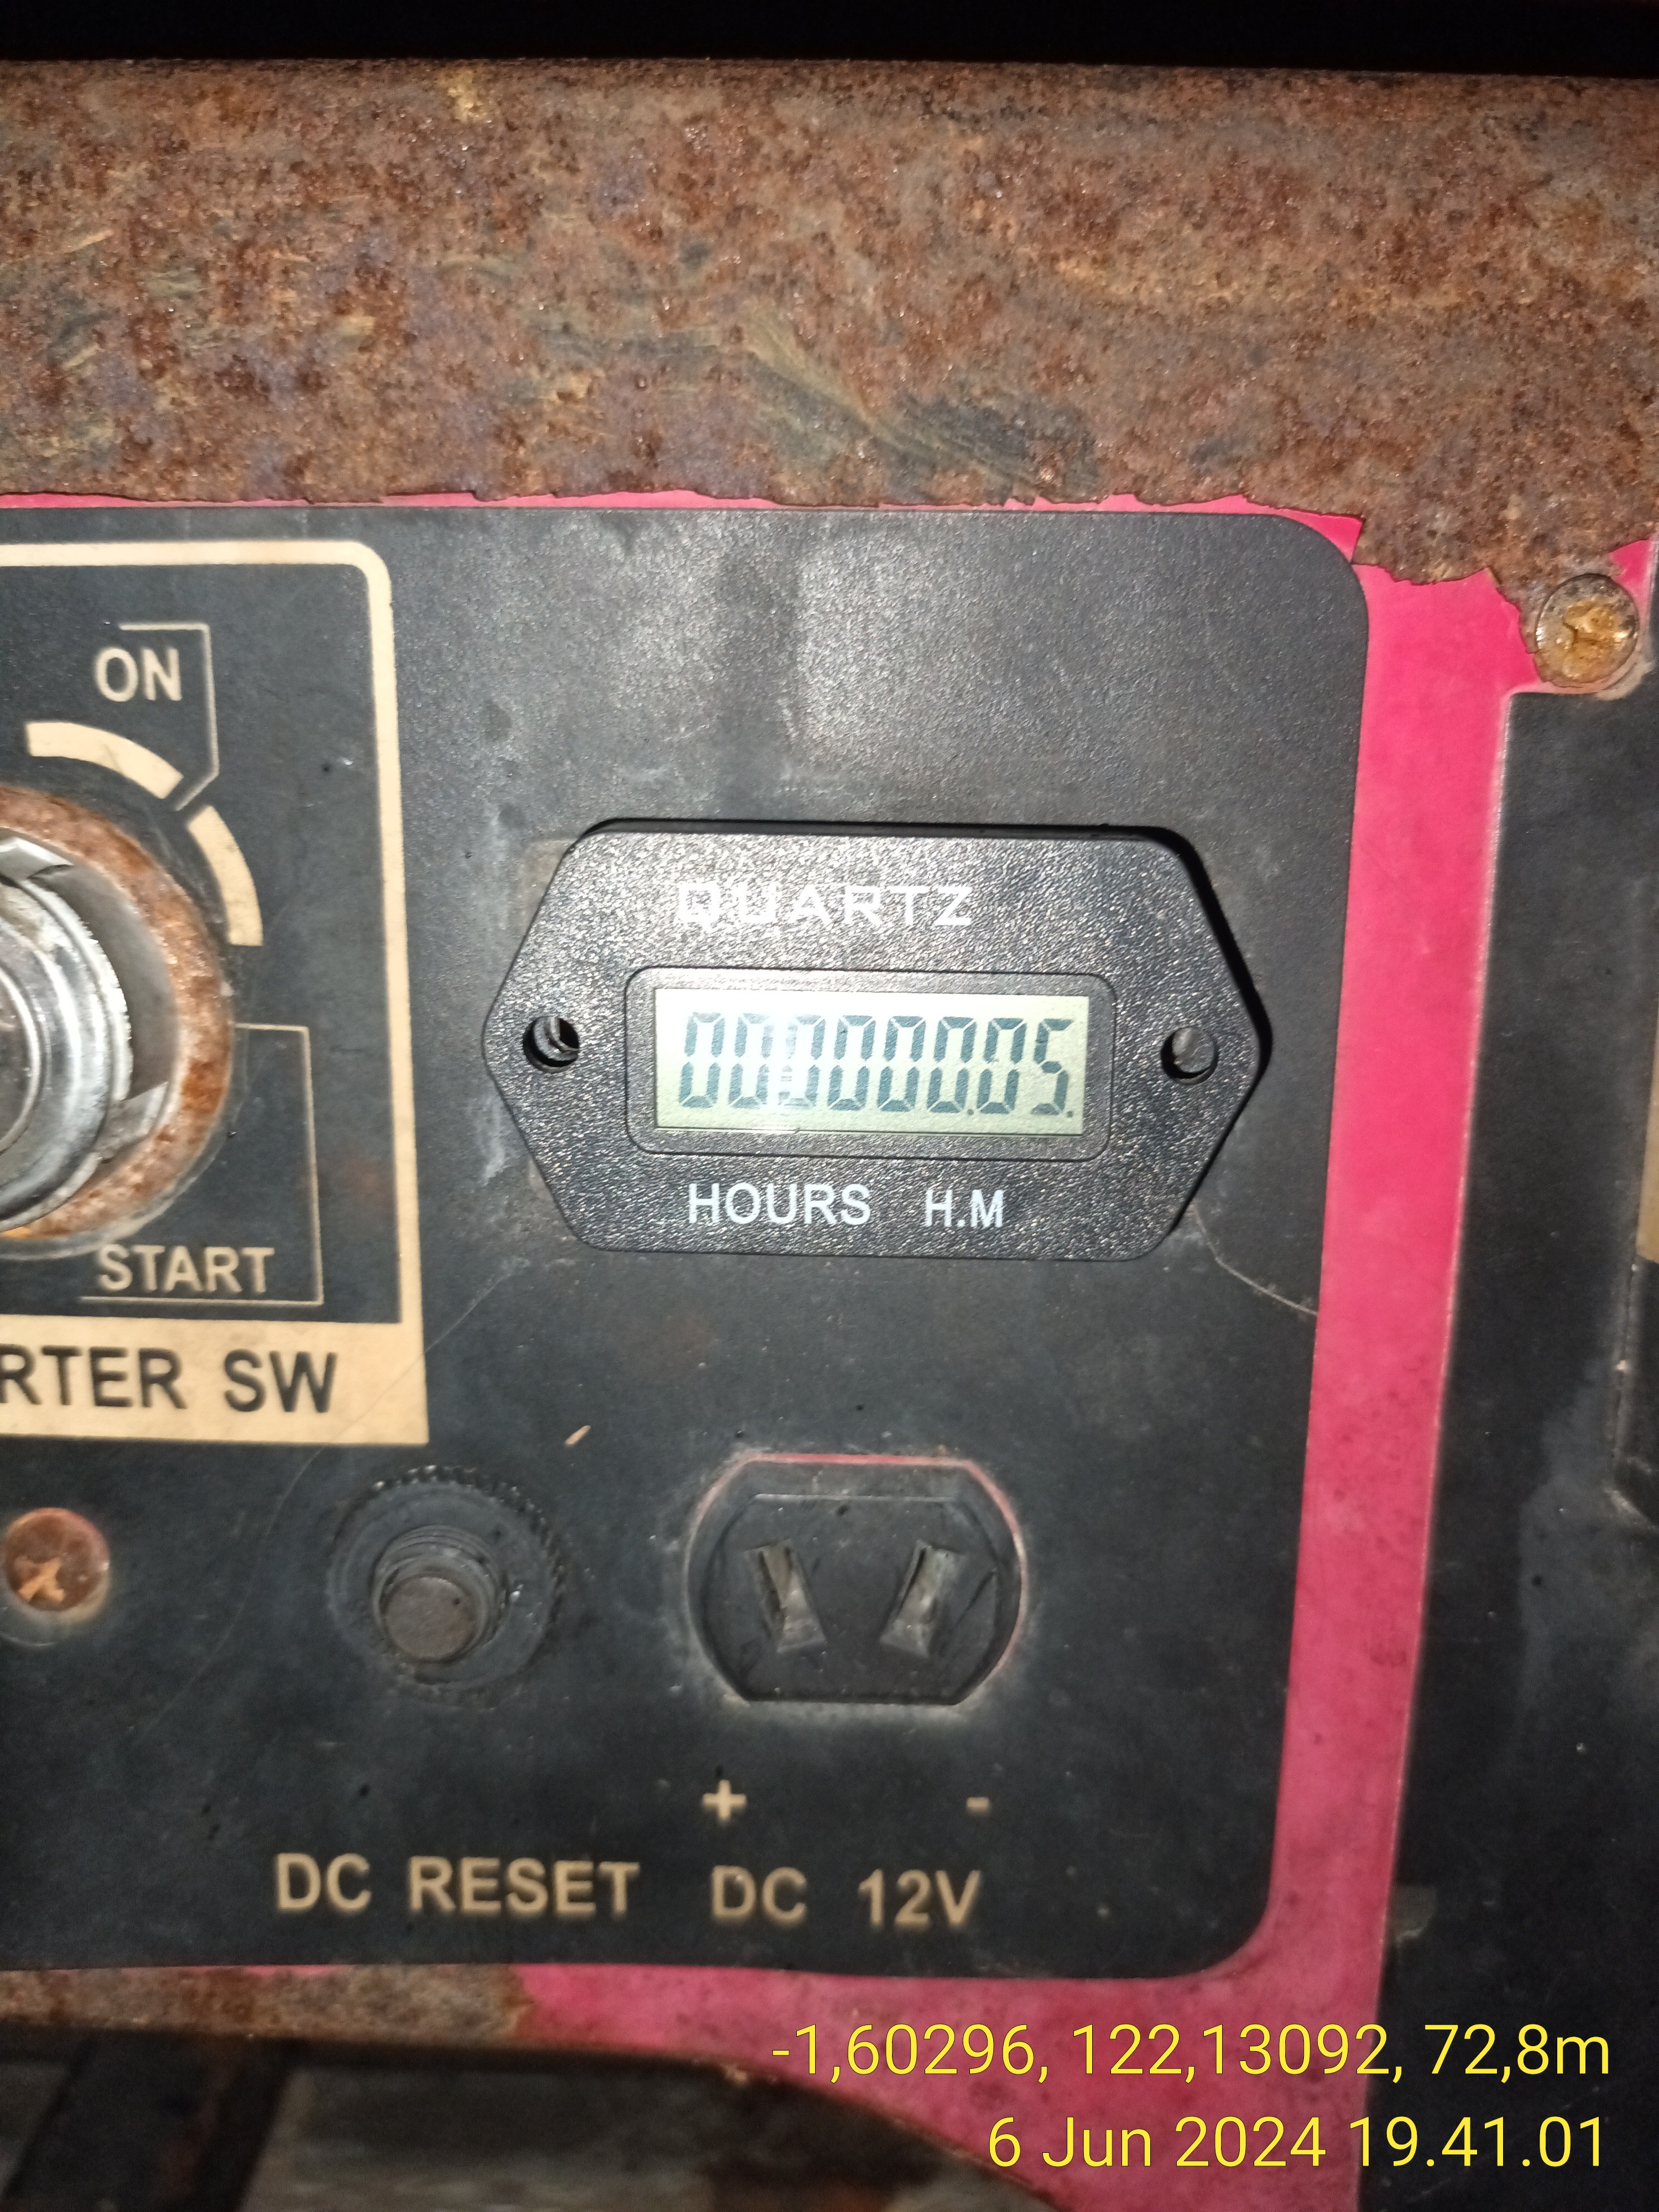 ON
QUARTZ
000000.05.
HOURS H.M
START
RTER SW
+ -
DC RESET DC 12V
-1,60296, 122,13092, 72,8m
6 Jun 2024 19.41.01